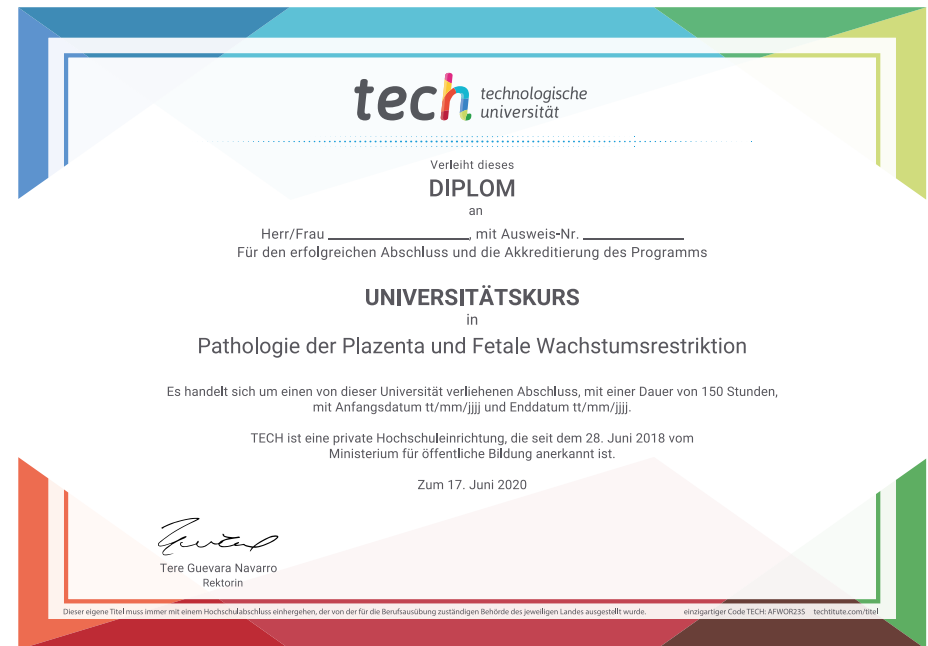 tech technologische
universität
Verleiht dieses
DIPLOM
an
Herr/Frau ____________________, mit Ausweis-Nr. ______________
Für den erfolgreichen Abschluss und die Akkreditierung des Programms
UNIVERSITÄTSKURS
in
Pathologie der Plazenta und Fetale Wachstumsrestriktion
Es handelt sich um einen von dieser Universität verliehenen Abschluss, mit einer Dauer von 150 Stunden,
mit Anfangsdatum tt/mm/jjjj und Enddatum tt/mm/jjjj.
TECH ist eine private Hochschuleinrichtung, die seit dem 28. Juni 2018 vom
Ministerium für öffentliche Bildung anerkannt ist.
Zum 17. Juni 2020
Tere Guevara Navarro
Rektorin
Dieser eigene Titel muss immer mit einem Hochschulabschluss einhergehen, der von der für die Berufsausübung zuständigen Behörde des jeweiligen Landes ausgestellt wurde. einzigartiger Code TECH: AFWOR23S techtitute.com/titel